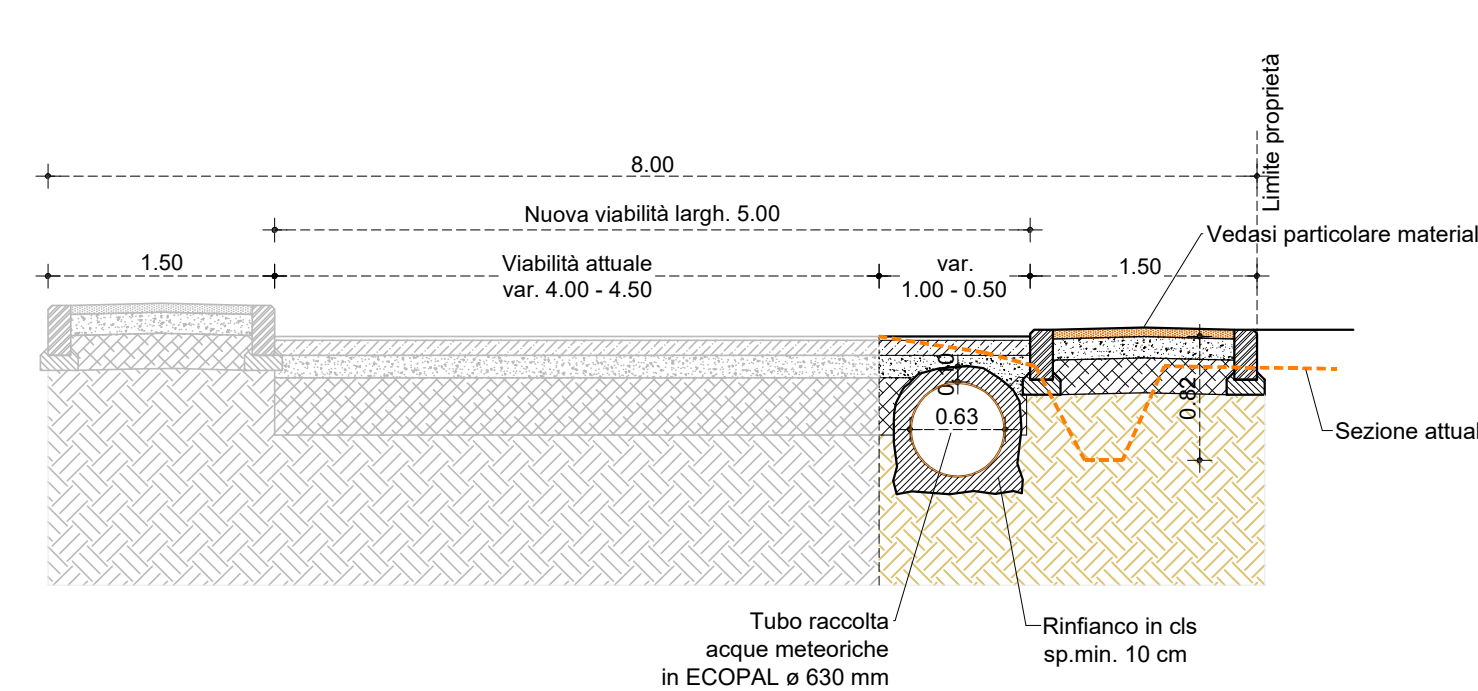 8.00
Limite proprietà
Nuova viabilità largh. 5.00
Vedasi particolare material
1.50
Viabilità attuale
var. 4.00 - 4.50
var.
1.00 - 0.50
1.50
0.10
0.82
0.63
Sezione attual
Tubo raccolta
acque meteoriche
in ECOPAL ø 630 mm
Rinfianco in cls
sp.min. 10 cm